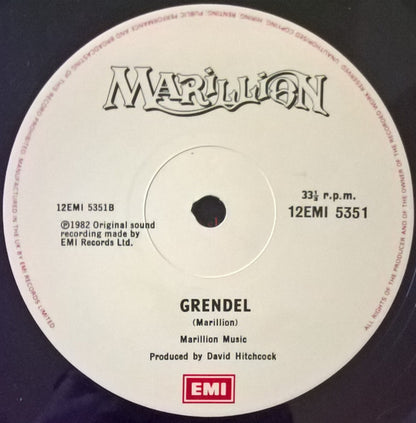 MARILLION
12EMI 5351B
℗1982 Original sound
recording made by
EMI Records Ltd.
33⅓ r.p.m.
12EMI 5351
GRENDEL
(Marillion)
Marillion Music
Produced by David Hitchcock
EMI
ALL RIGHTS OF THE PRODUCER AND OF THE OWNER OF THE RECORDED WORK RESERVED. UNAUTHORISED COPYING, HIRING, RENTING, PUBLIC PERFORMANCE AND BROADCASTING OF THIS RECORD PROHIBITED. MANUFACTURED IN THE UK BY EMI RECORDS LIMITED.